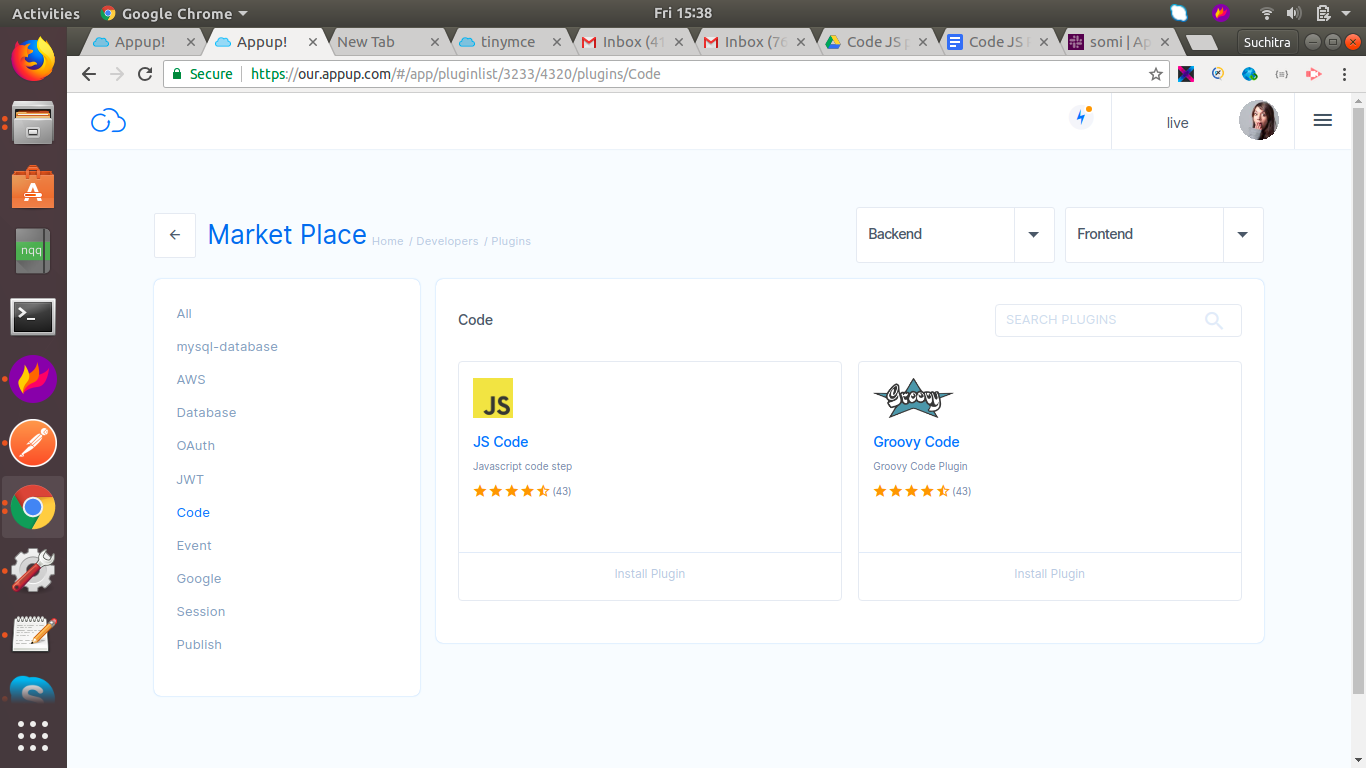 Activities Google Chrome Fri 15:38
Appup! Appup! New Tab tinymce Inbox (41 Inbox (76 Code JS p Code JS somi | Ap Suchitra
Secure https://our.appup.com/#/app/pluginlist/3233/4320/plugins/Code
live
nqq
Market Place Home / Developers / Plugins Backend Frontend
All
mysql-database
AWS
Database
OAuth
JWT
Code
Event
Google
Session
Publish
Code SEARCH PLUGINS
JS
JS Code
Javascript code step
(43)
Install Plugin
Groovy
Groovy Code
Groovy Code Plugin
(43)
Install Plugin